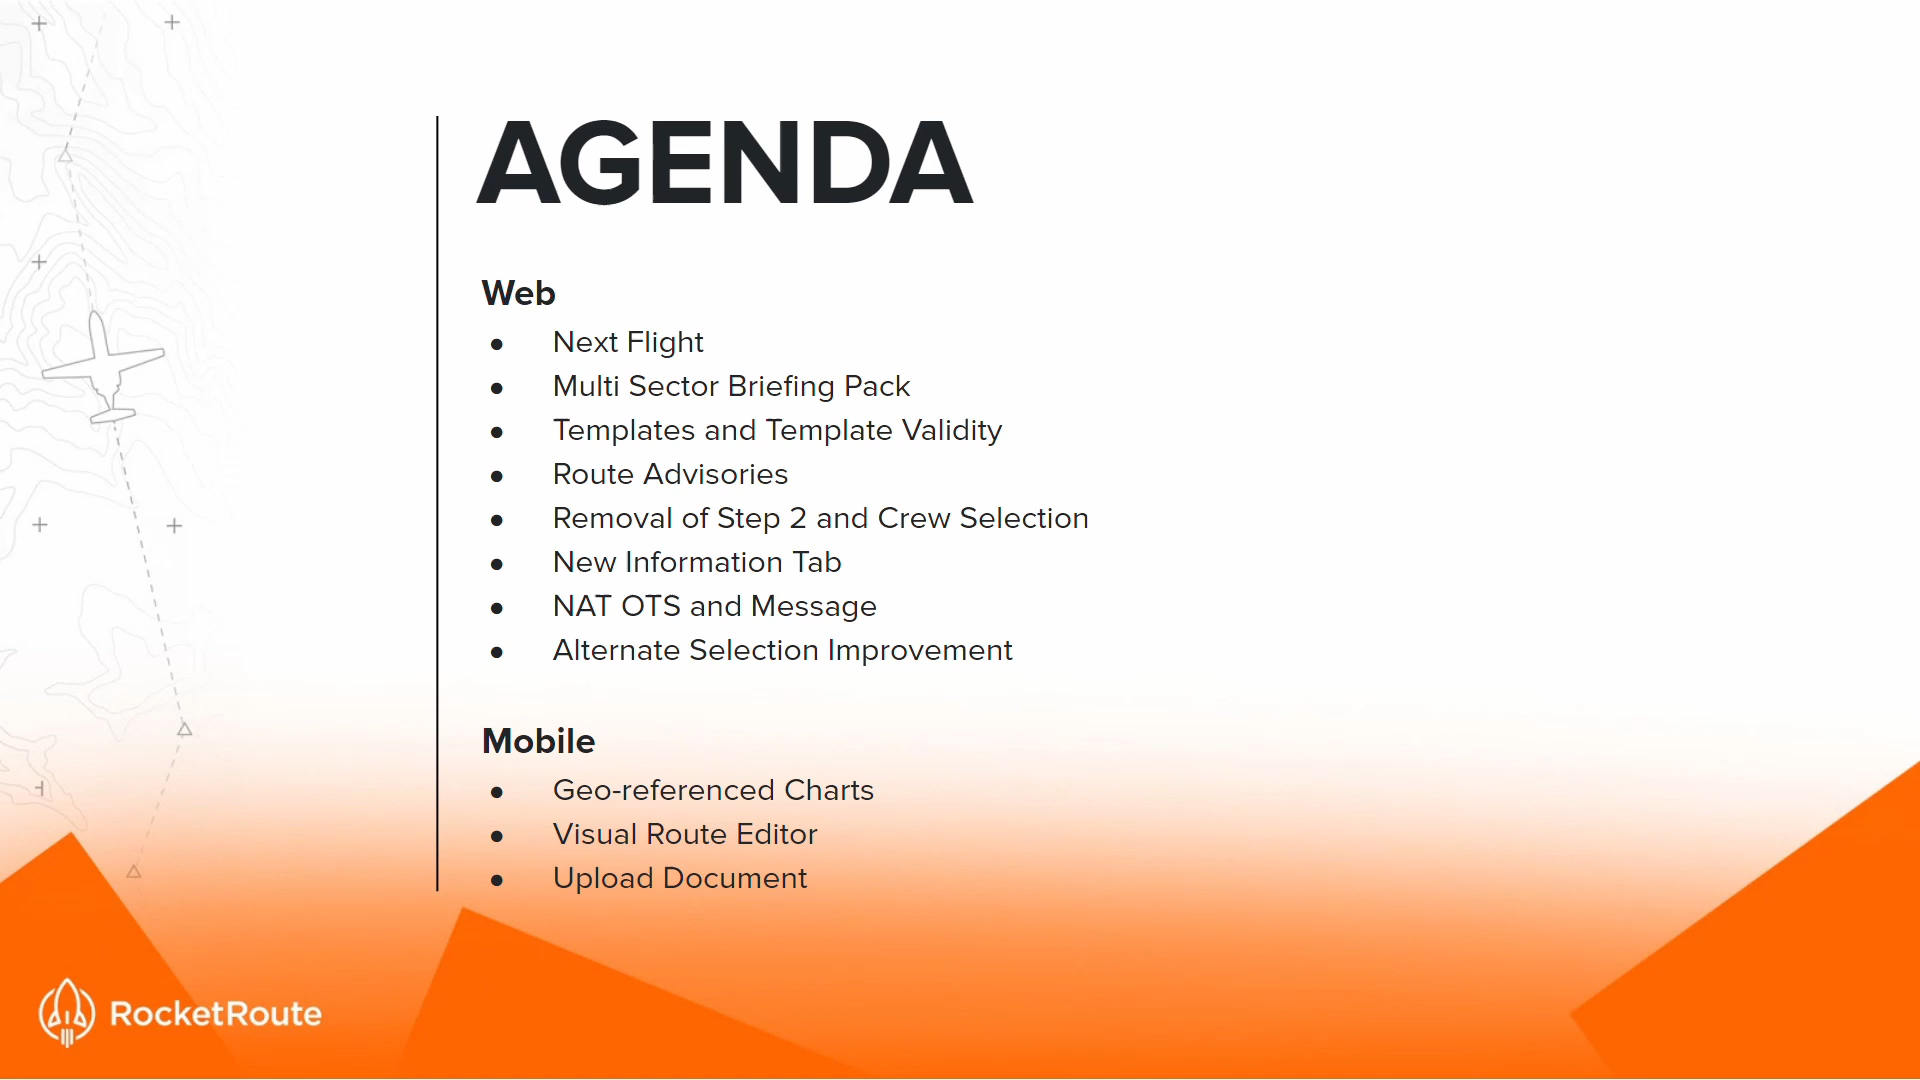 AGENDA
Web
● Next Flight
● Multi Sector Briefing Pack
● Templates and Template Validity
● Route Advisories
● Removal of Step 2 and Crew Selection
● New Information Tab
● NAT OTS and Message
● Alternate Selection Improvement
Mobile
● Geo-referenced Charts
● Visual Route Editor
● Upload Document
RocketRoute